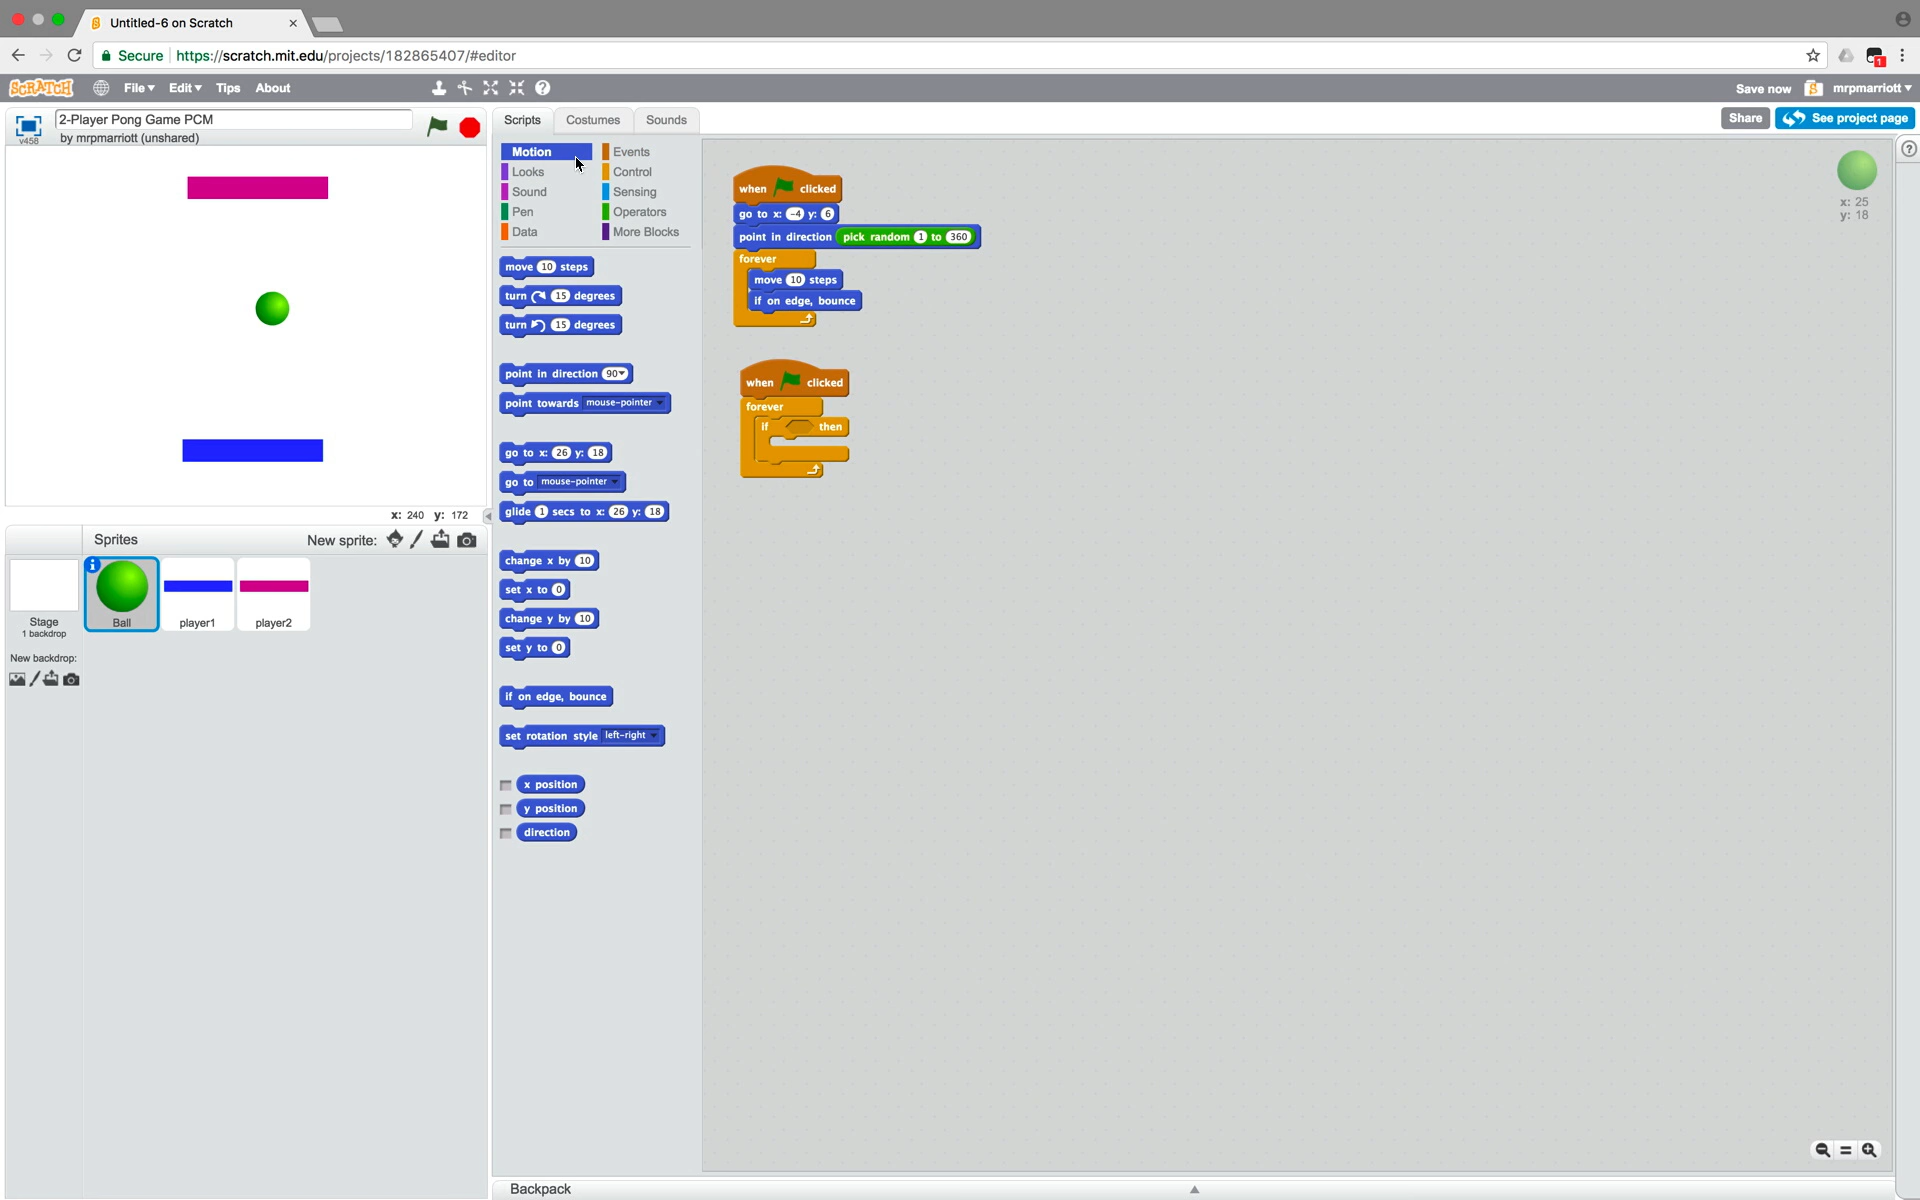 Untitled-6 on Scratch
Secure https://scratch.mit.edu/projects/182865407/#editor
1
SCRATCH File Edit Tips About
Save now mrpmarriott
2-Player Pong Game PCM
by mrpmarriott (unshared)
v458
Scripts Costumes Sounds
Share See project page
Motion Events
Looks Control
Sound Sensing
Pen Operators
Data More Blocks
move 10 steps
turn 15 degrees
turn 15 degrees
point in direction 90
point towards mouse-pointer
go to x: 26 y: 18
go to mouse-pointer
glide 1 secs to x: 26 y: 18
change x by 10
set x to 0
change y by 10
set y to 0
if on edge, bounce
set rotation style left-right
x position
y position
direction
when clicked
go to x: -4 y: 6
point in direction pick random 1 to 360
forever
move 10 steps
if on edge, bounce
when clicked
forever
if then
x: 25
y: 18
x: 240 y: 172
Sprites New sprite:
Stage
1 backdrop
New backdrop:
Ball
player1
player2
Backpack